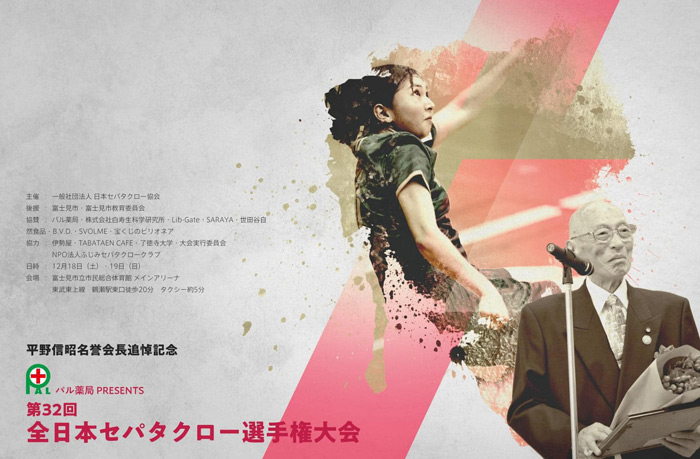 主催 : 一般社団法人 日本セパタクロー協会
後援 : 富士見市・富士見市教育委員会
協賛 : パル薬局・株式会社白寿生科学研究所・Lib-Gate・SARAYA・世田谷自
然食品・B.V.D.・SVOLME・宝くじのビリオネア
協力 : 伊勢屋・TABATAEN CAFE・了徳寺大学・大会実行委員会
NPO法人ふじみセパタクロークラブ
日時 : 12月18日（土）・19日（日）
会場 : 富士見市立市民総合体育館 メインアリーナ
東武東上線 鶴瀬駅東口徒歩20分 タクシー約5分
平野信昭名誉会長追悼記念
PAL パル薬局 PRESENTS
第32回
全日本セパタクロー選手権大会